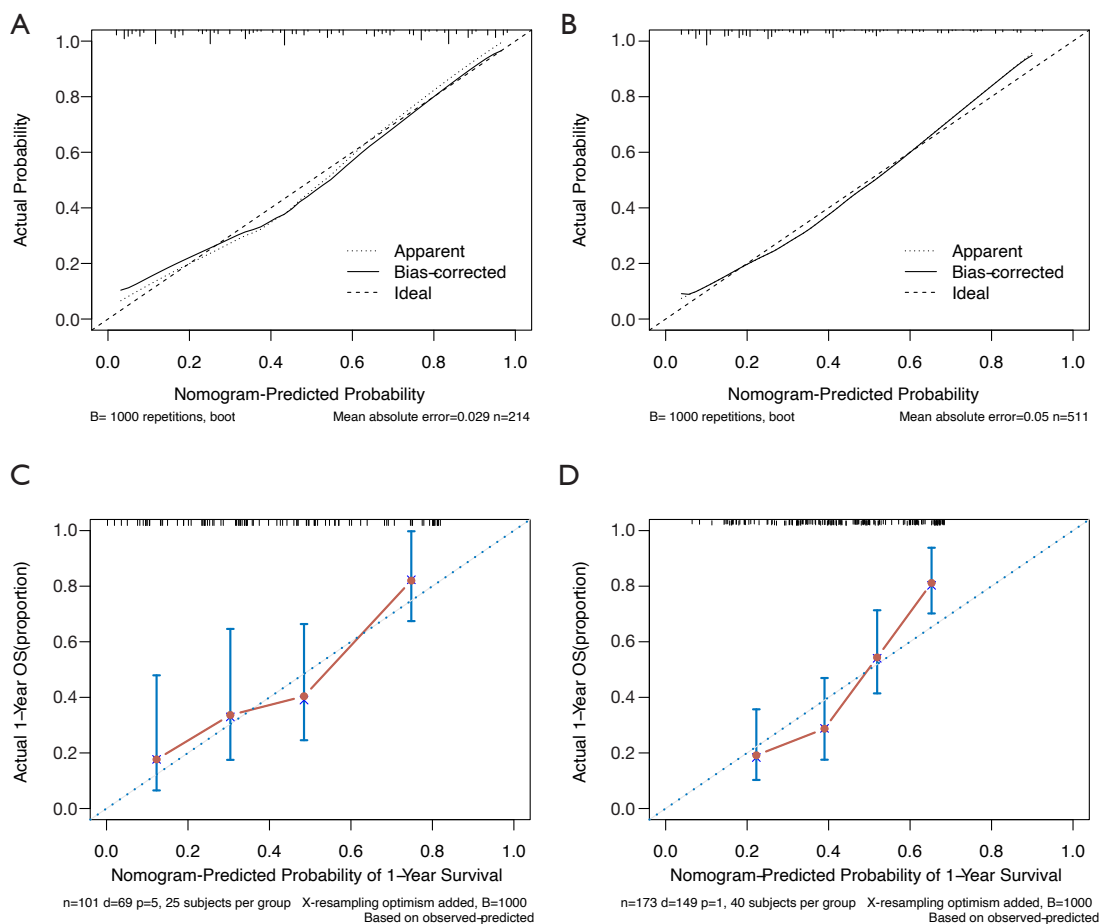 A
Actual Probability
1.0
0.8
0.6
0.4
0.2
0.0
Apparent
Bias-corrected
Ideal
0.0 0.2 0.4 0.6 0.8 1.0
Nomogram-Predicted Probability
B= 1000 repetitions, boot Mean absolute error=0.029 n=214
B
Actual Probability
1.0
0.8
0.6
0.4
0.2
0.0
Apparent
Bias-corrected
Ideal
0.0 0.2 0.4 0.6 0.8 1.0
Nomogram-Predicted Probability
B= 1000 repetitions, boot Mean absolute error=0.05 n=511
C
Actual 1–Year OS(proportion)
1.0
0.8
0.6
0.4
0.2
0.0
0.0 0.2 0.4 0.6 0.8 1.0
Nomogram-Predicted Probability of 1–Year Survival
n=101 d=69 p=5, 25 subjects per group X-resampling optimism added, B=1000
Based on observed-predicted
D
Actual 1–Year OS(proportion)
1.0
0.8
0.6
0.4
0.2
0.0
0.0 0.2 0.4 0.6 0.8 1.0
Nomogram–Predicted Probability of 1–Year Survival
n=173 d=149 p=1, 40 subjects per group X-resampling optimism added, B=1000
Based on observed-predicted